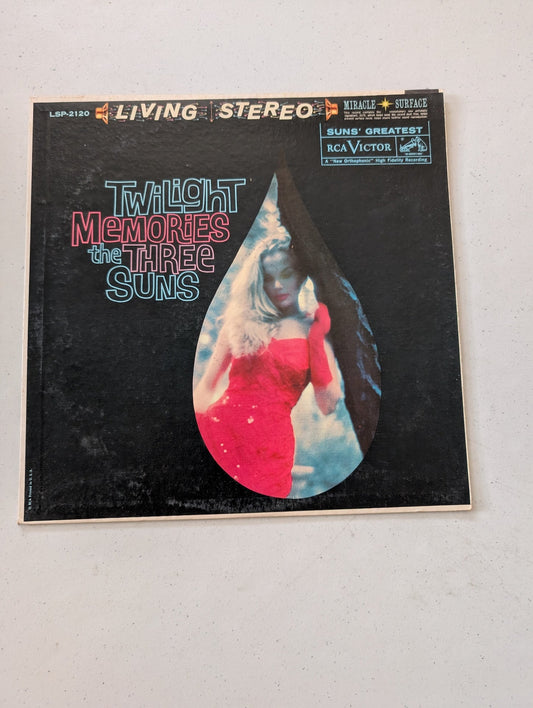 LSP-2120 LIVING STEREO MIRACLE SURFACE
SUNS' GREATEST
RCA VICTOR
A "New Orthophonic" High Fidelity Recording
TWiLighT
MeMORiES
the THRee
SUNS